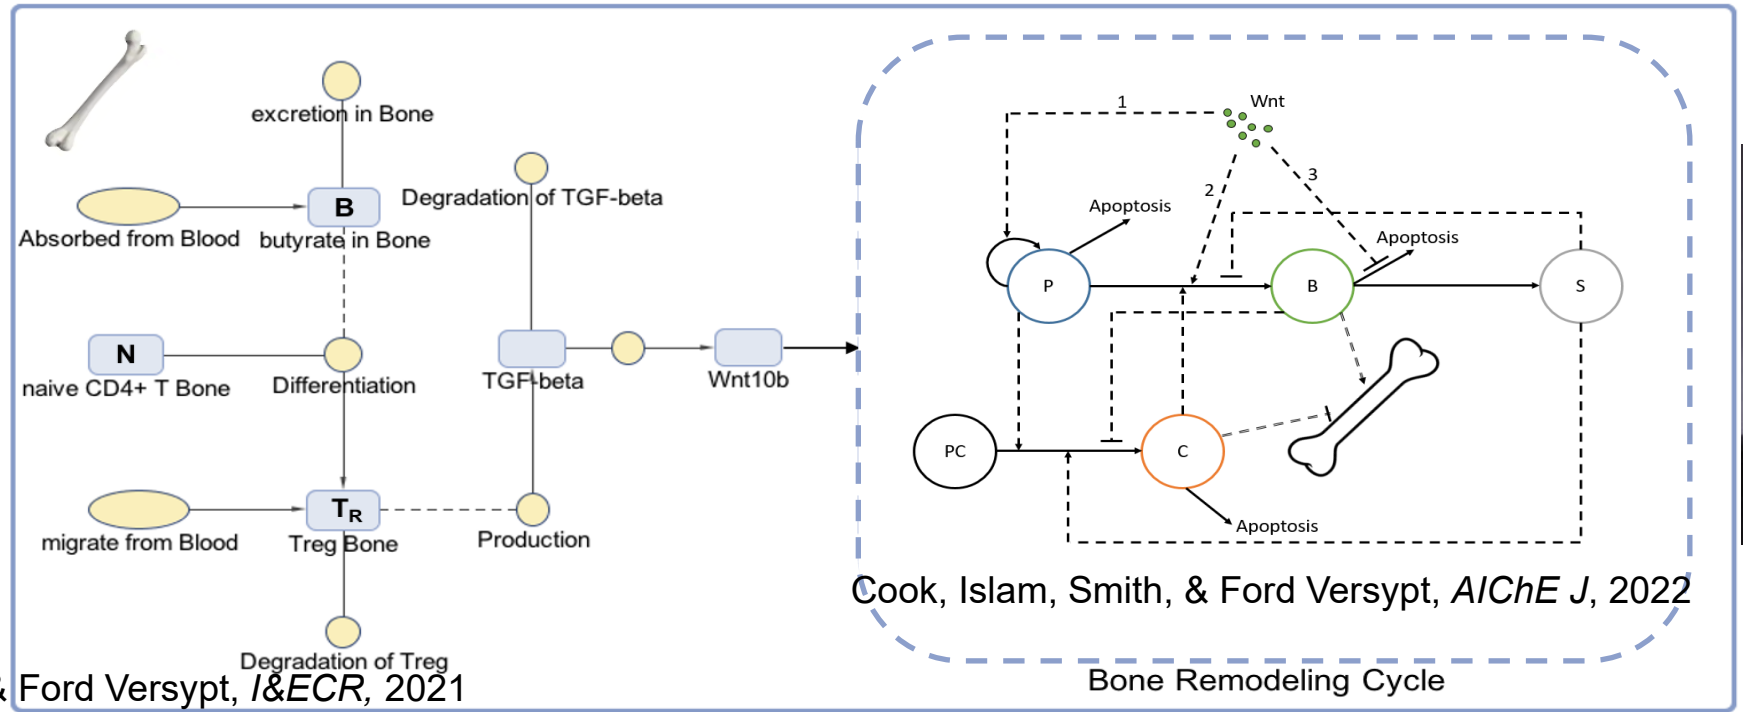 excretion in Bone
B
Absorbed from Blood
butyrate in Bone
Degradation of TGF-beta
N
naive CD4+ T Bone
Differentiation
TGF-beta
Wnt10b
TR
migrate from Blood
Treg Bone
Production
Degradation of Treg
& Ford Versypt, I&ECR, 2021
1
Wnt
2
3
Apoptosis
Apoptosis
P
B
S
PC
C
Apoptosis
Cook, Islam, Smith, & Ford Versypt, AIChE J, 2022
Bone Remodeling Cycle